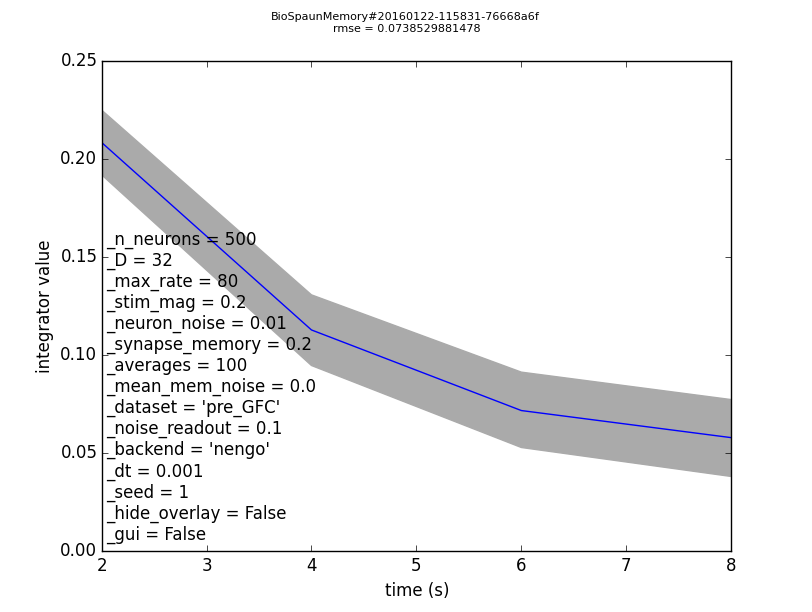 BioSpaunMemory#20160122-115831-76668a6f
rmse = 0.0738529881478
0.25
0.20
0.15
0.10
0.05
0.00
integrator value
_n_neurons = 500
_D = 32
_max_rate = 80
_stim_mag = 0.2
_neuron_noise = 0.01
_synapse_memory = 0.2
_averages = 100
_mean_mem_noise = 0.0
_dataset = 'pre_GFC'
_noise_readout = 0.1
_backend = 'nengo'
_dt = 0.001
_seed = 1
_hide_overlay = False
_gui = False
2 3 4 5 6 7 8
time (s)